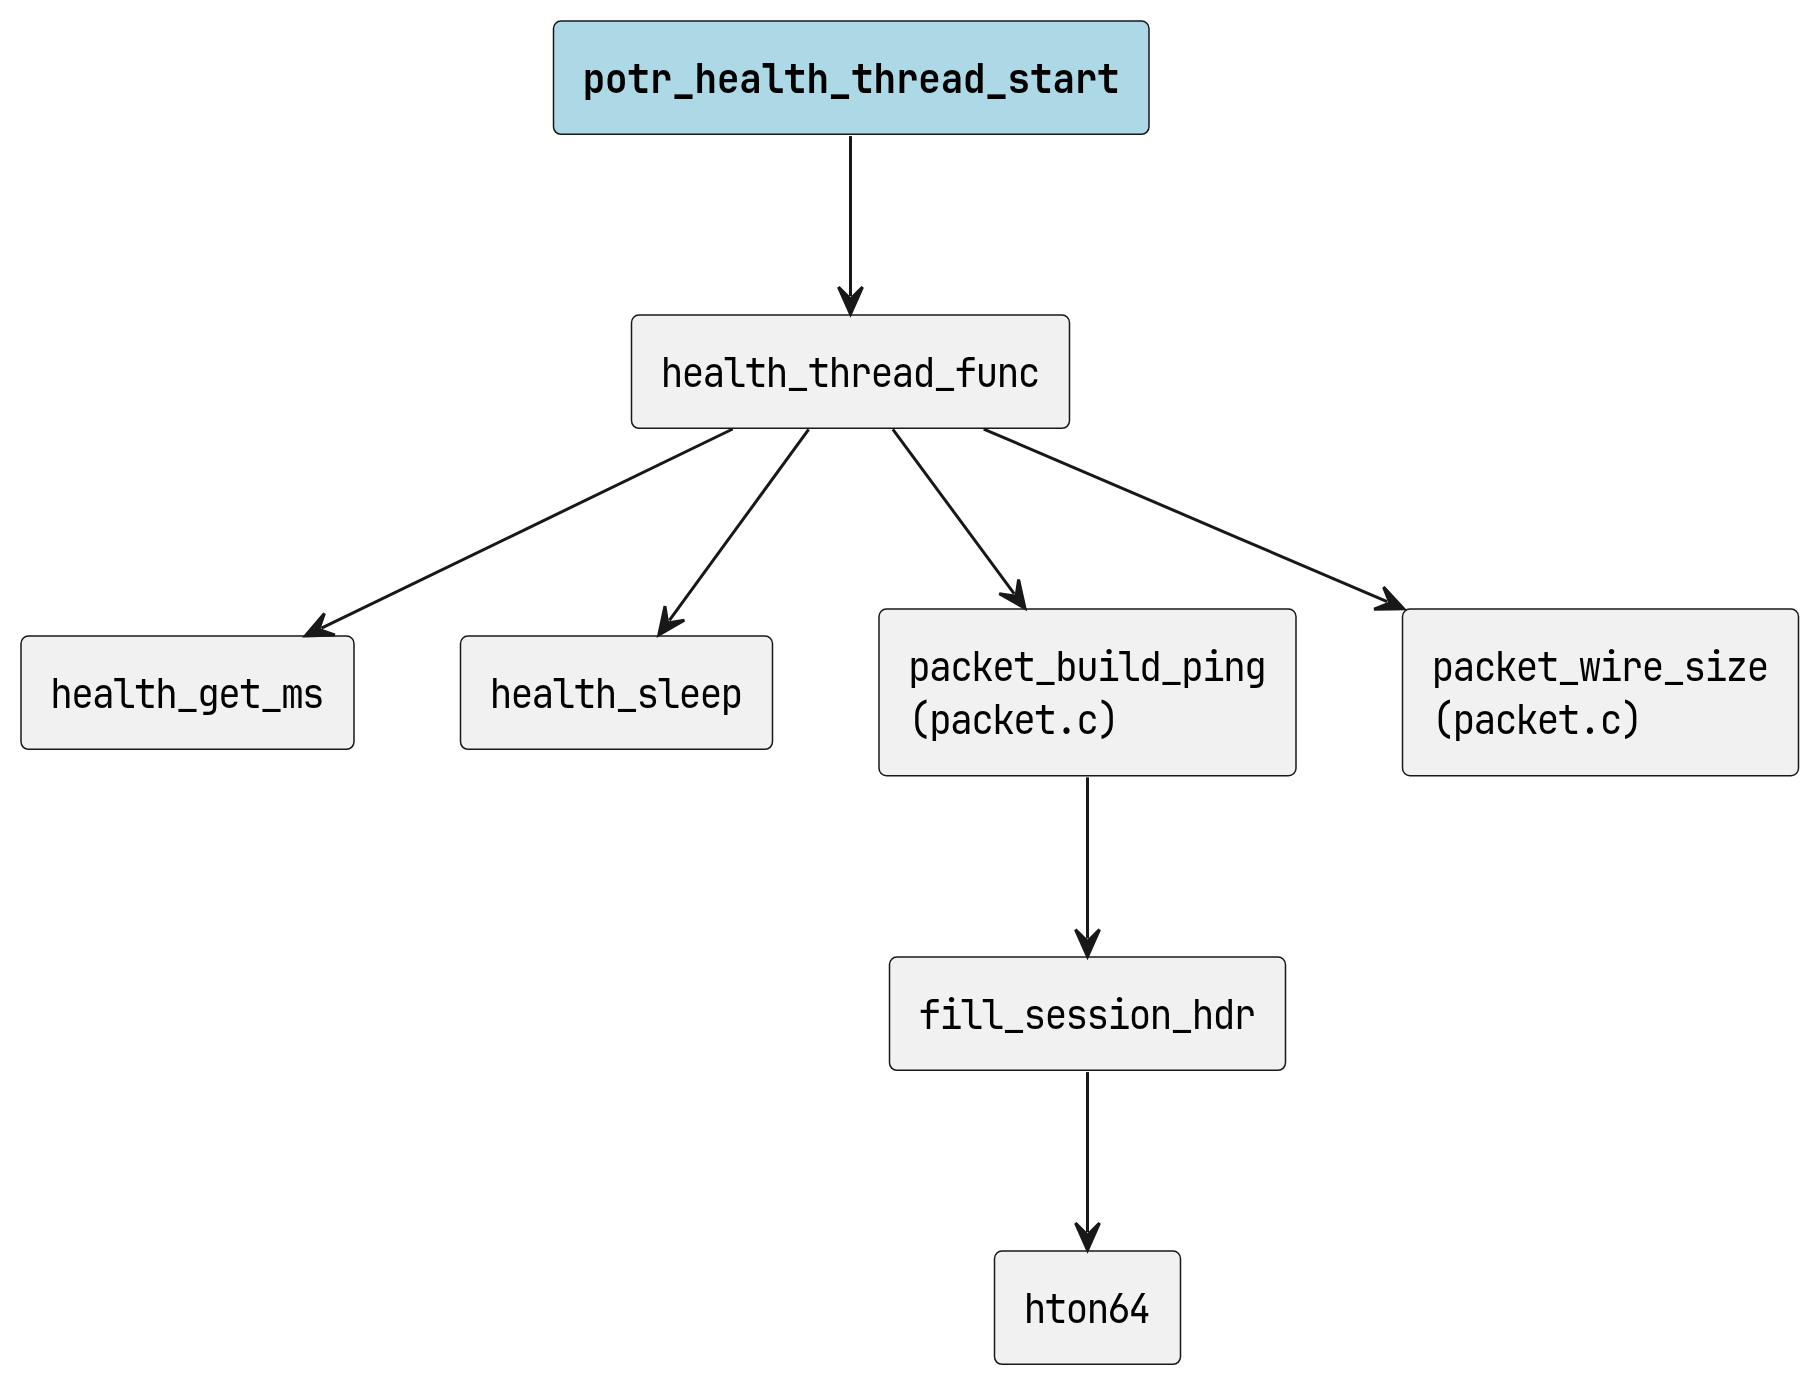 potr_health_thread_start
health_thread_func
health_get_ms
health_sleep
packet_build_ping
(packet.c)
packet_wire_size
(packet.c)
fill_session_hdr
hton64